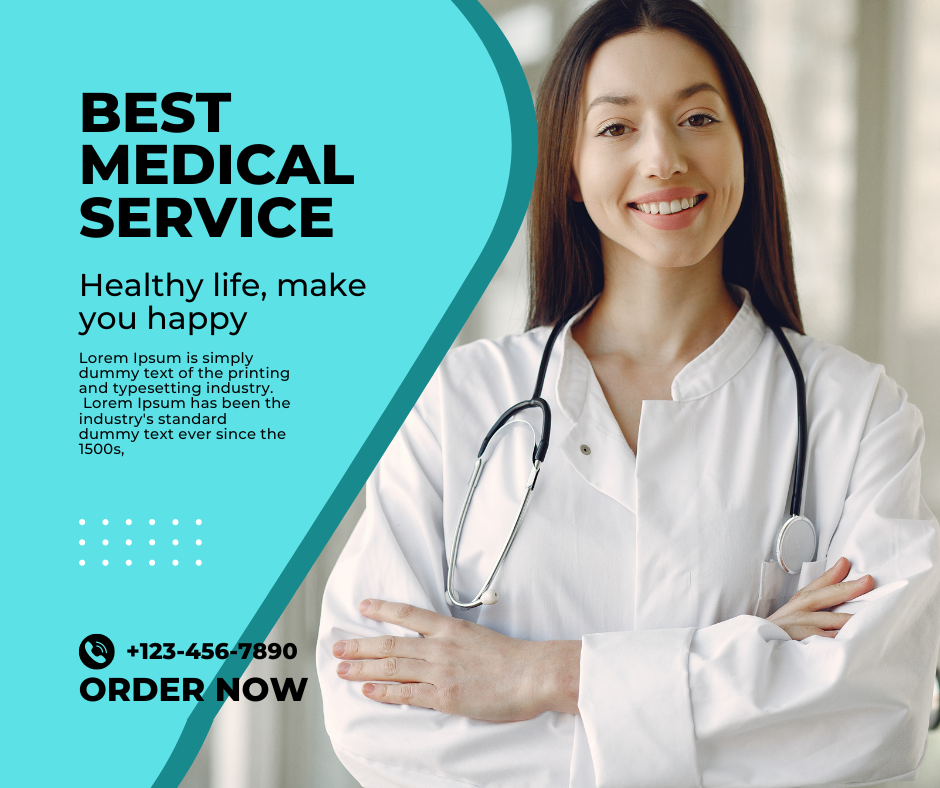 BEST
MEDICAL
SERVICE
Healthy life, make
you happy
Lorem Ipsum is simply
dummy text of the printing
and typesetting industry.
Lorem Ipsum has been the
industry's standard
dummy text ever since the
1500s,
+123-456-7890
ORDER NOW